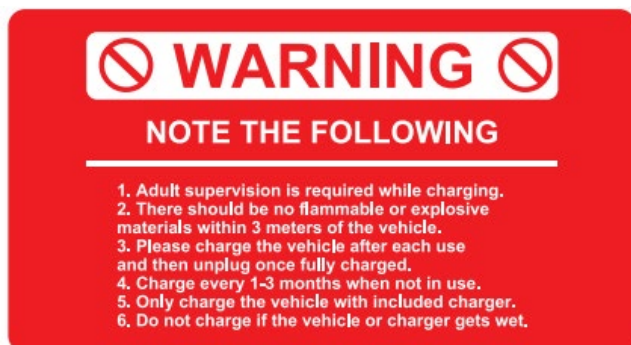 WARNING
NOTE THE FOLLOWING
1. Adult supervision is required while charging.
2. There should be no flammable or explosive
materials within 3 meters of the vehicle.
3. Please charge the vehicle after each use
and then unplug once fully charged.
4. Charge every 1-3 months when not in use.
5. Only charge the vehicle with included charger.
6. Do not charge if the vehicle or charger gets wet.